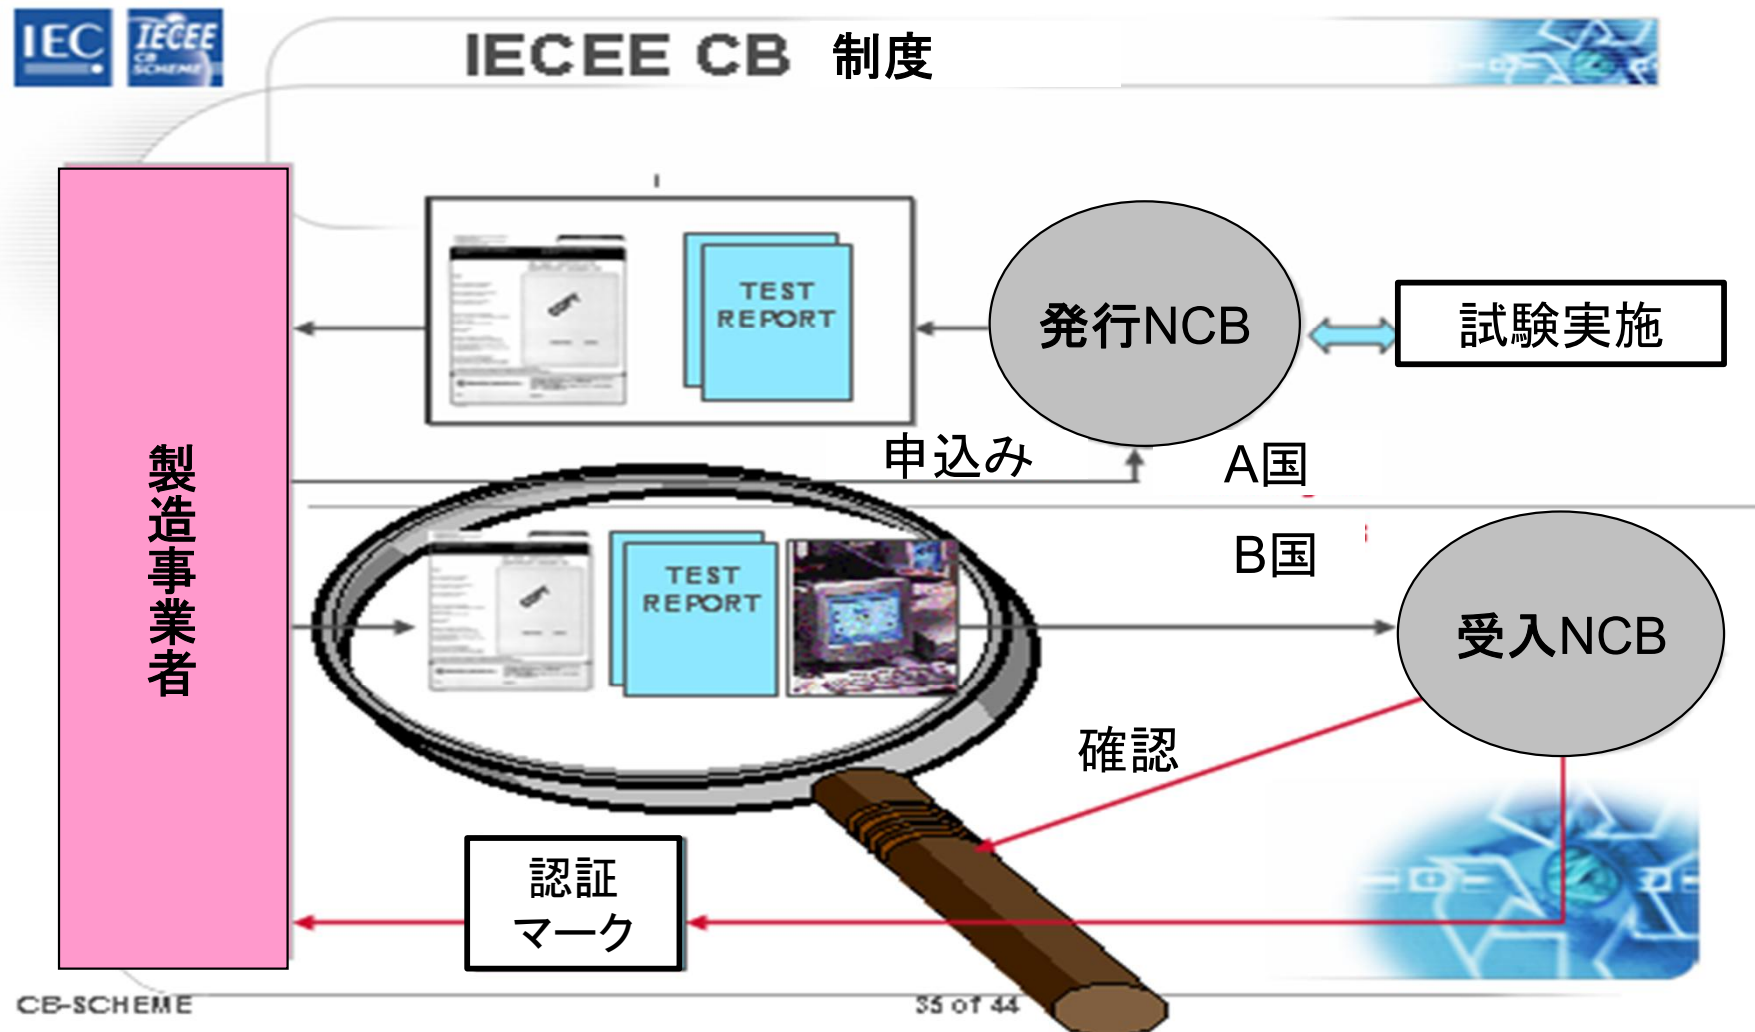 IEC
IECEE
CB
SCHEME
IECEE CB 制度
TEST
REPORT
発行NCB
試験実施
申込み
A国
製造事業者
B国
TEST
REPORT
受入NCB
確認
認証
マーク
CB-SCHEME
35 of 44